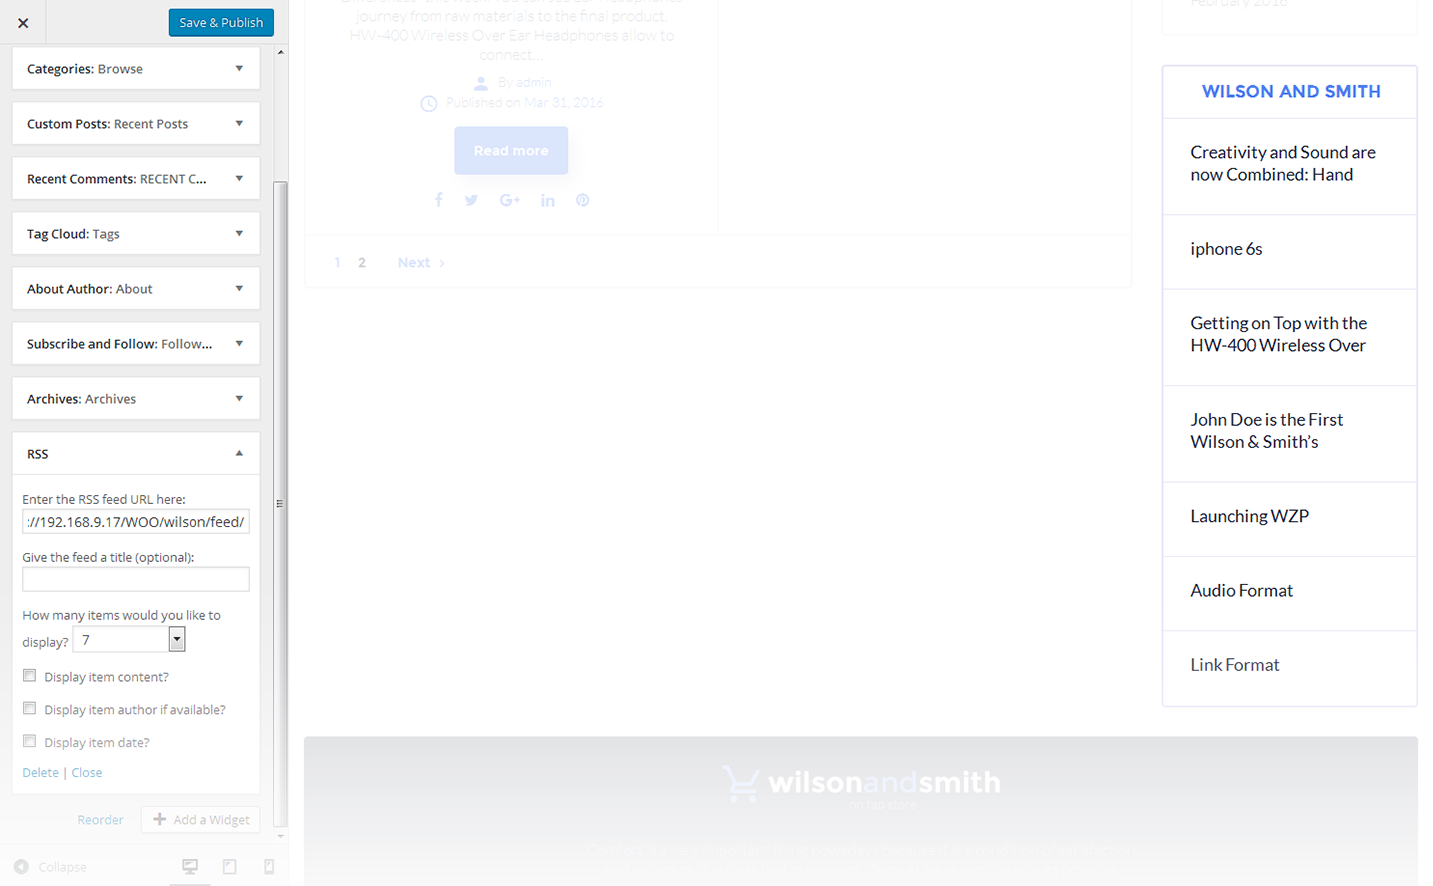 Save & Publish
Categories: Browse
Custom Posts: Recent Posts
Recent Comments: RECENT C...
Tag Cloud: Tags
About Author: About
Subscribe and Follow: Follow...
Archives: Archives
RSS
Enter the RSS feed URL here:
://192.168.9.17/WOO/wilson/feed/
Give the feed a title (optional):
How many items would you like to
display? 7
Display item content?
Display item author if available?
Display item date?
Delete | Close
Reorder
Add a Widget
Collapse
journey from raw materials to the final product.
HW-400 Wireless Over Ear Headphones allow to
connect...
By admin
Published on Mar 31, 2016
Read more
1 2 Next
February 2016
WILSON AND SMITH
Creativity and Sound are
now Combined: Hand
iphone 6s
Getting on Top with the
HW-400 Wireless Over
John Doe is the First
Wilson & Smith’s
Launching WZP
Audio Format
Link Format
wilsonandsmith
on tap store